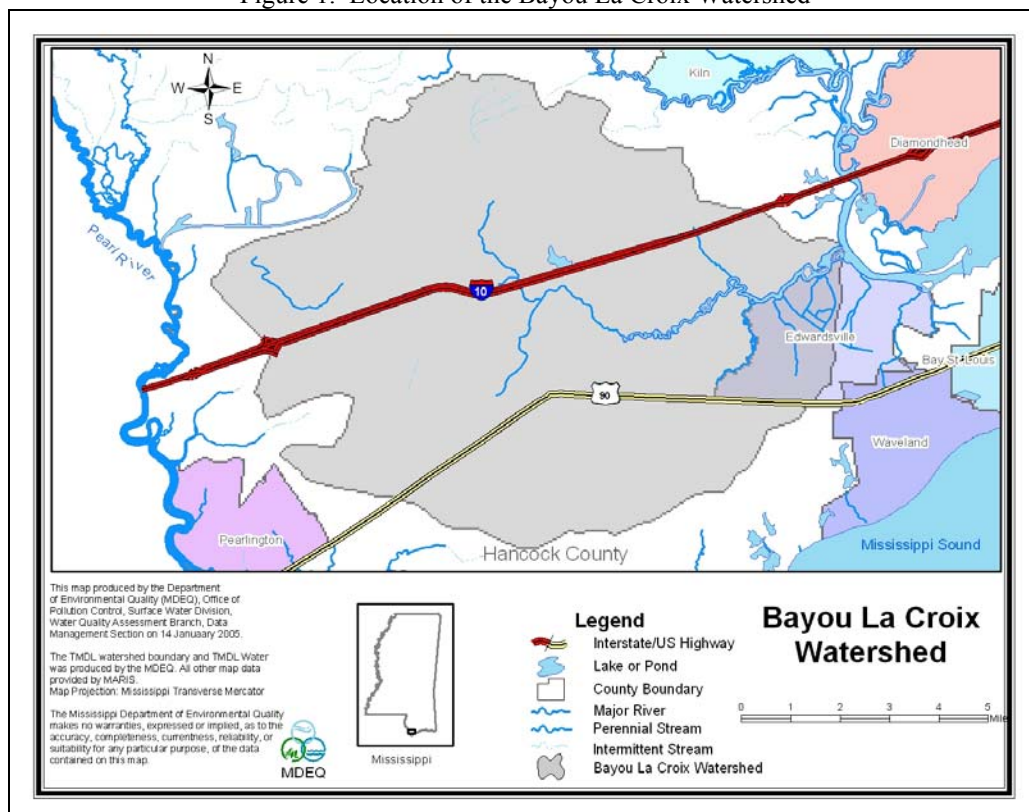 Figure 1. Location of the Bayou La Croix Watershed
N
W E
S
Kiln
Diamondhead
Pearl River
10
Edwardsville
Bay St. Louis
90
Waveland
Pearlington
Hancock County
Mississippi Sound
This map produced by the Department
of Environmental Quality (MDEQ), Office of
Pollution Control, Surface Water Division,
Water Quality Assessment Branch, Data
Management Section on 14 Januaary 2005.
The TMDL watershed boundary and TMDL Water
was produced by the MDEQ. All other map data
provided by MARIS.
Map Projection: Mississippi Transverse Mercator
The Mississippi Department of Environmental Quality
makes no warranties, expressed or implied, as to the
accuracy, completeness, currentness, reliability, or
suitability for any particular purpose, of the data
contained on this map.
MDEQ
Mississippi
Legend
Interstate/US Highway
Lake or Pond
County Boundary
Major River
Perennial Stream
Intermittent Stream
Bayou La Croix Watershed
Bayou La Croix
Watershed
0 1 2 3 4 5
Miles